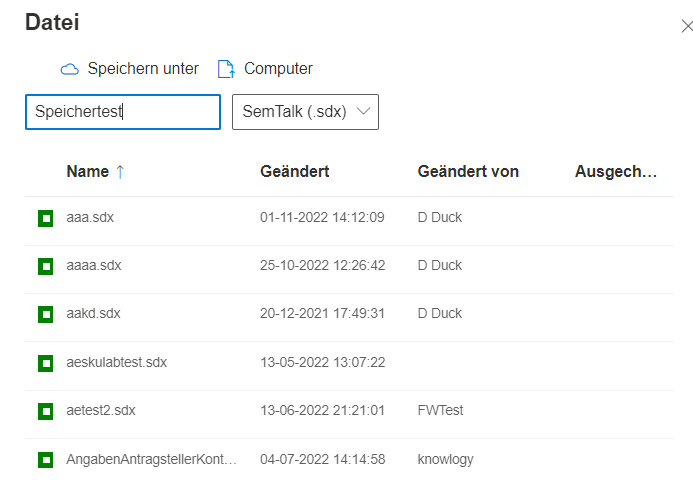 Datei
Speichern unter Computer
Speichertest SemTalk (.sdx)
Name ↑ Geändert Geändert von Ausgech…
aaa.sdx 01-11-2022 14:12:09 D Duck
aaaa.sdx 25-10-2022 12:26:42 D Duck
aakd.sdx 20-12-2021 17:49:31 D Duck
aeskulabtest.sdx 13-05-2022 13:07:22
aetest2.sdx 13-06-2022 21:21:01 FWTest
AngabenAntragstellerKont… 04-07-2022 14:14:58 knowlogy